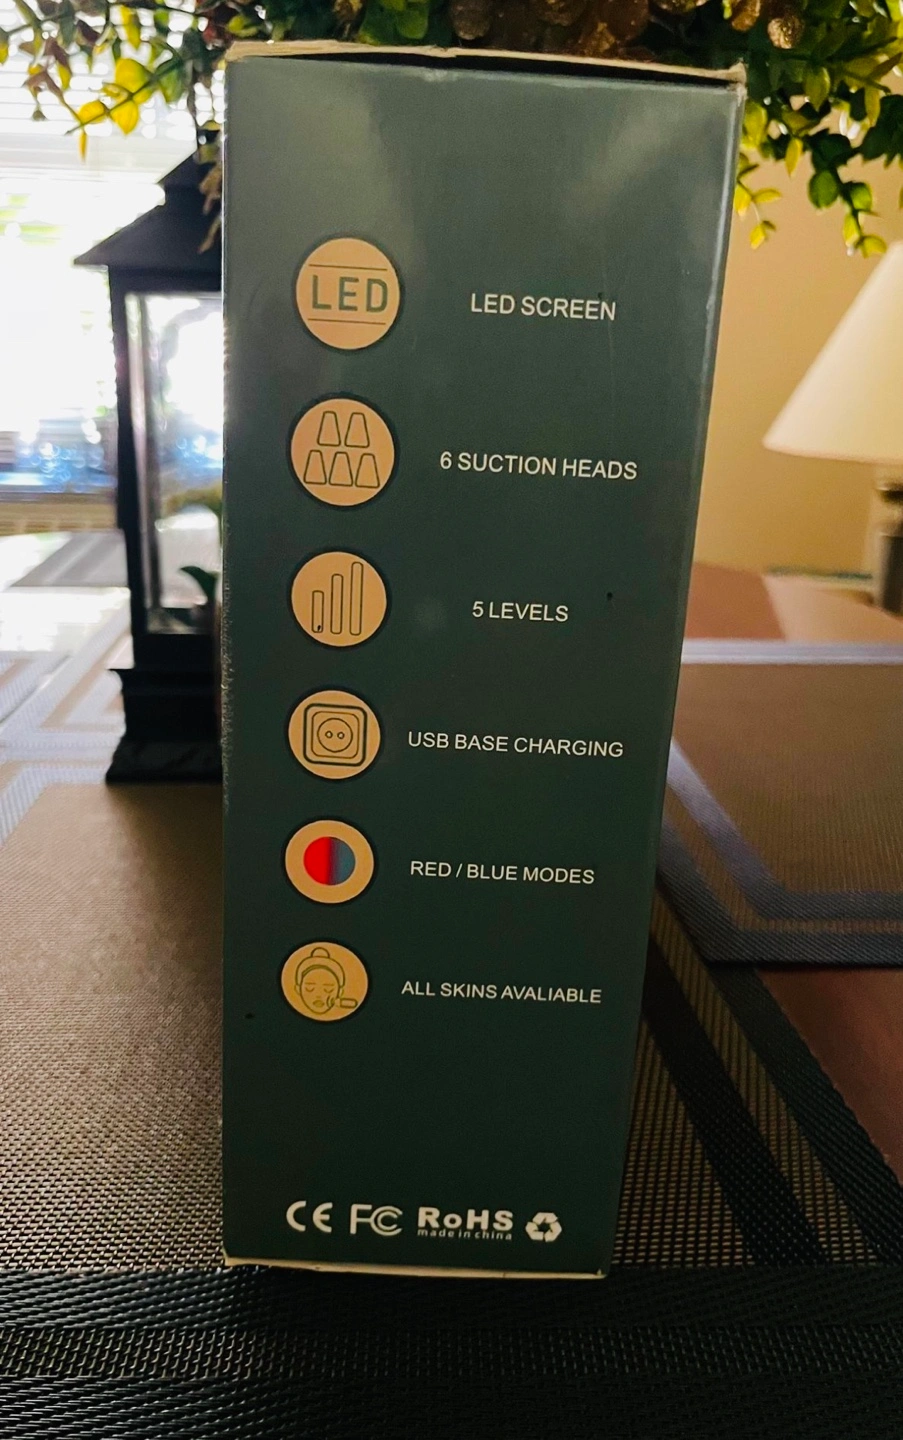 LED
LED SCREEN
6 SUCTION HEADS
5 LEVELS
USB BASE CHARGING
RED / BLUE MODES
ALL SKINS AVALIABLE
CE FC RoHS
made in china